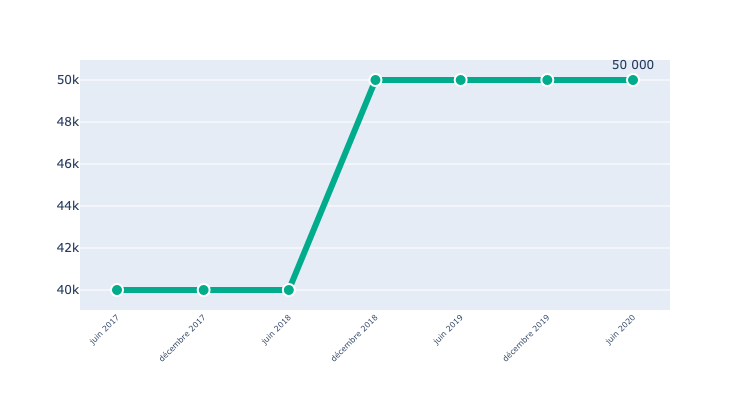 50 000
50k
48k
46k
44k
42k
40k
juin 2017
décembre 2017
juin 2018
décembre 2018
juin 2019
décembre 2019
juin 2020